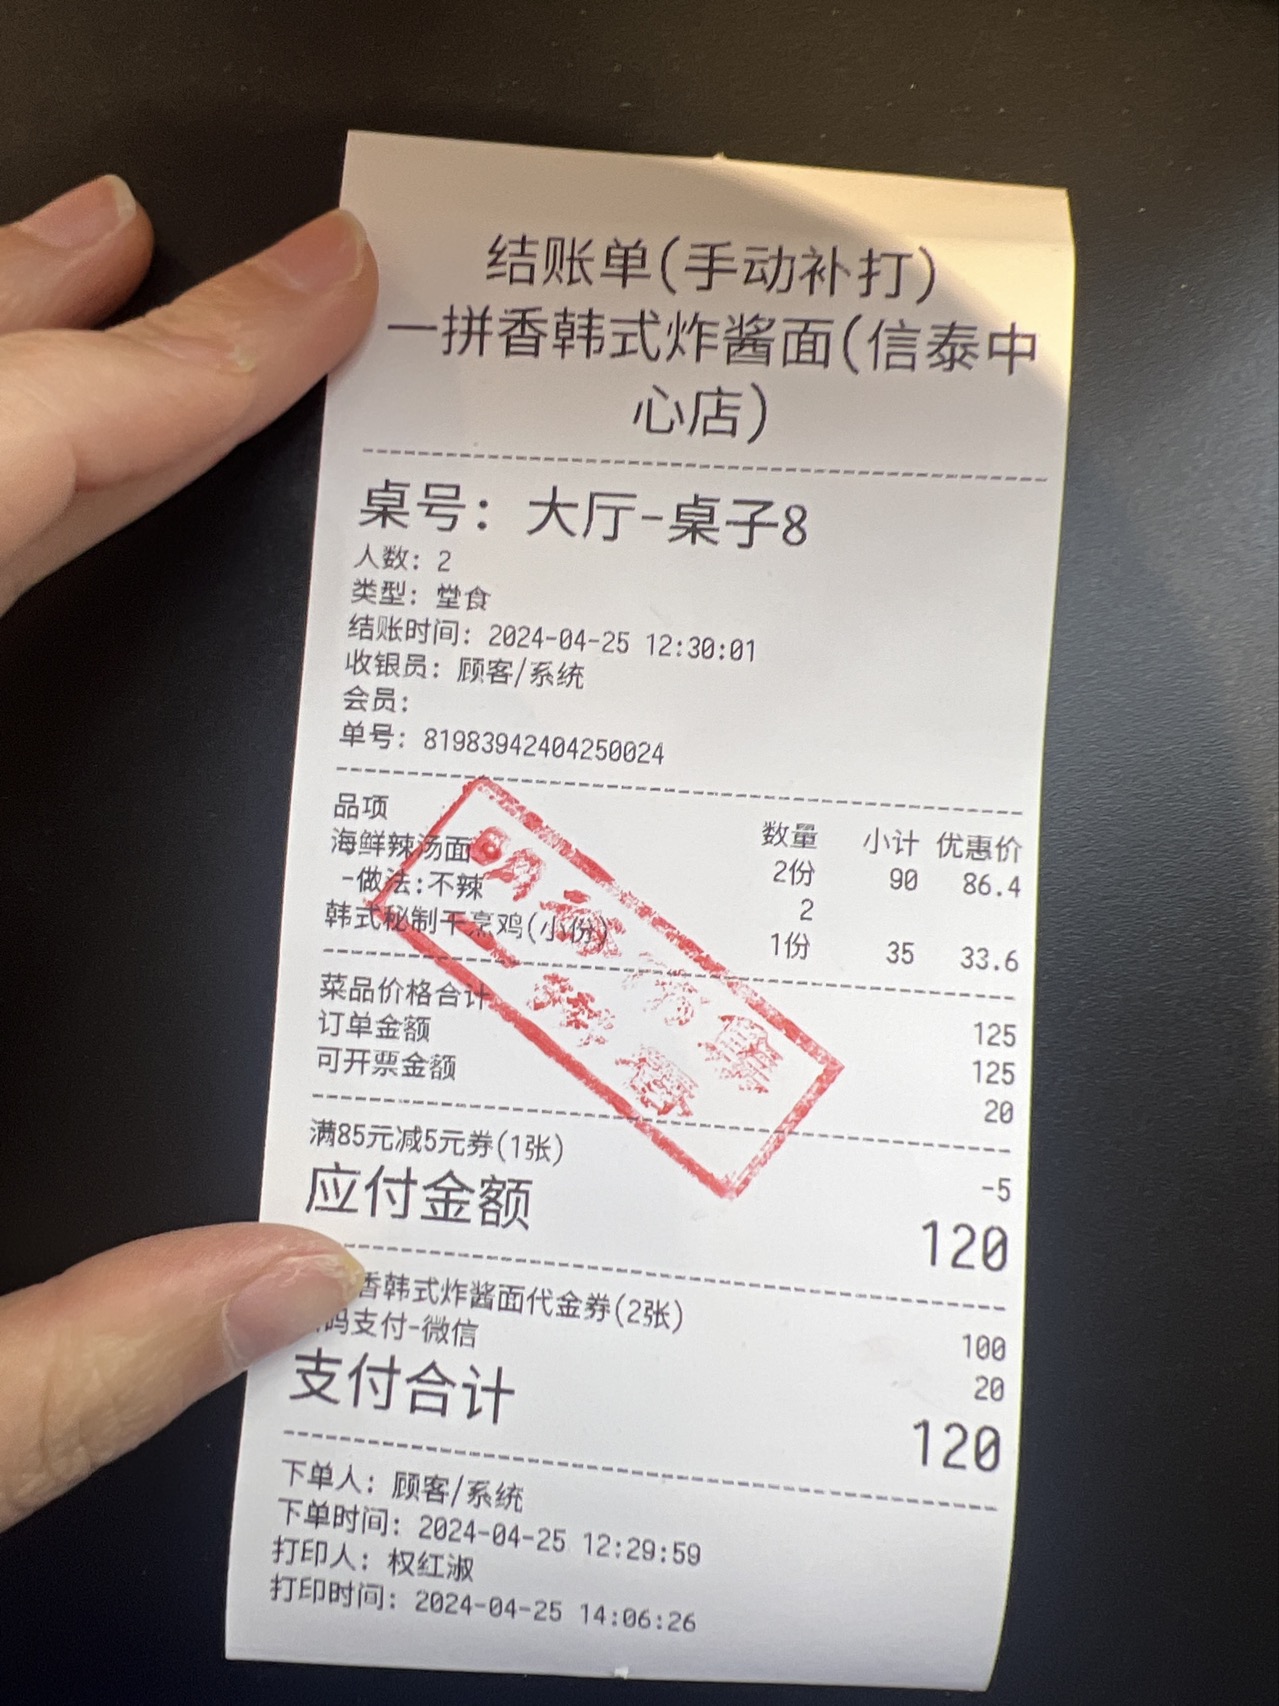 结账单(手动补打)
一拼香韩式炸酱面(信泰中
心店)
桌号：大厅-桌子8
人数：2
类型：堂食
结账时间：2024-04-25 12:30:01
收银员：顾客/系统
会员：
单号：81983942404250024
品项 数量 小计 优惠价
海鲜辣汤面 2份 90 86.4
-做法:不辣 2
韩式秘制干烹鸡(小份) 1份 35 33.6
菜品价格合计 125
订单金额 125
可开票金额 20
满85元减5元券(1张) -5
应付金额 120
香韩式炸酱面代金券(2张) 100
码支付-微信 20
支付合计 120
下单人：顾客/系统
下单时间：2024-04-25 12:29:59
打印人：权红淑
打印时间：2024-04-25 14:06:26